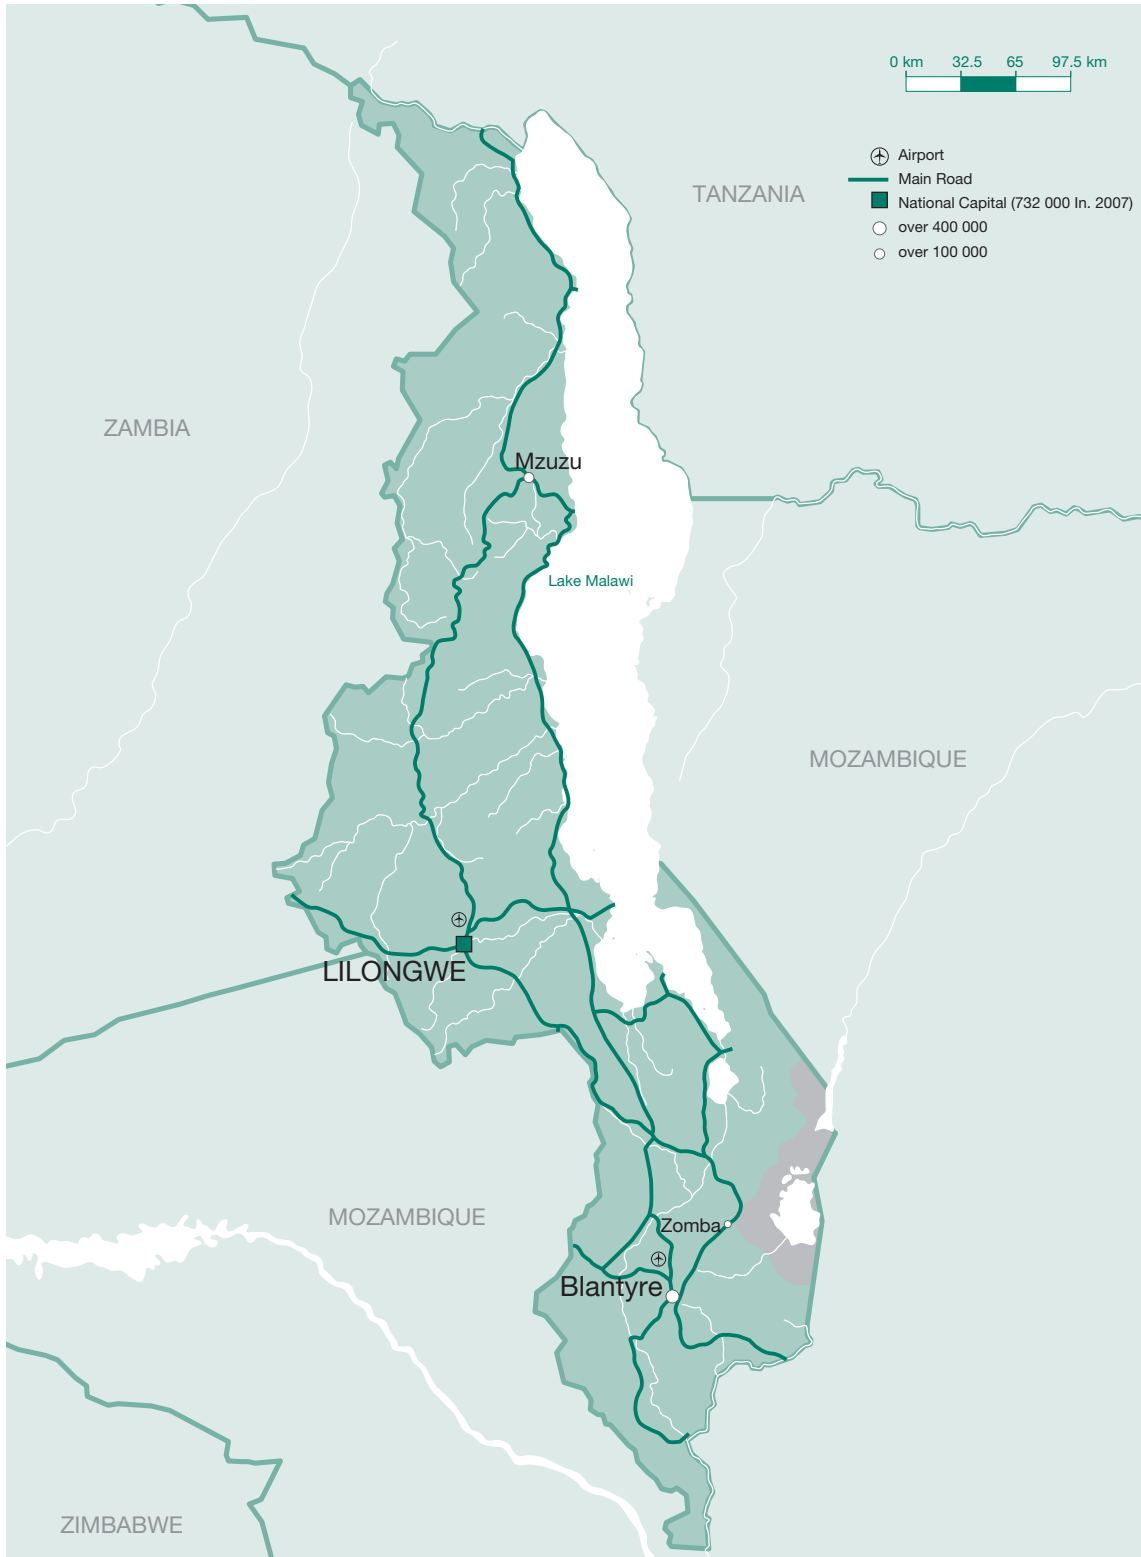 0 km 32.5 65 97.5 km
Airport
Main Road
National Capital (732 000 In. 2007)
over 400 000
over 100 000
TANZANIA
ZAMBIA
Mzuzu
Lake Malawi
MOZAMBIQUE
LILONGWE
MOZAMBIQUE
Zomba
Blantyre
ZIMBABWE